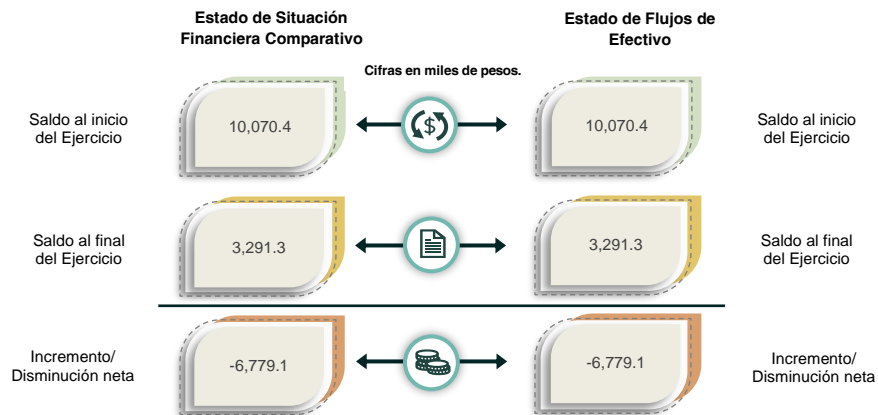 Estado de Situación
Financiera Comparativo
Estado de Flujos de
Efectivo
Cifras en miles de pesos.
Saldo al inicio
del Ejercicio
10,070.4
$
10,070.4
Saldo al inicio
del Ejercicio
Saldo al final
del Ejercicio
3,291.3
3,291.3
Saldo al final
del Ejercicio
Incremento/
Disminución neta
-6,779.1
-6,779.1
Incremento/
Disminución neta